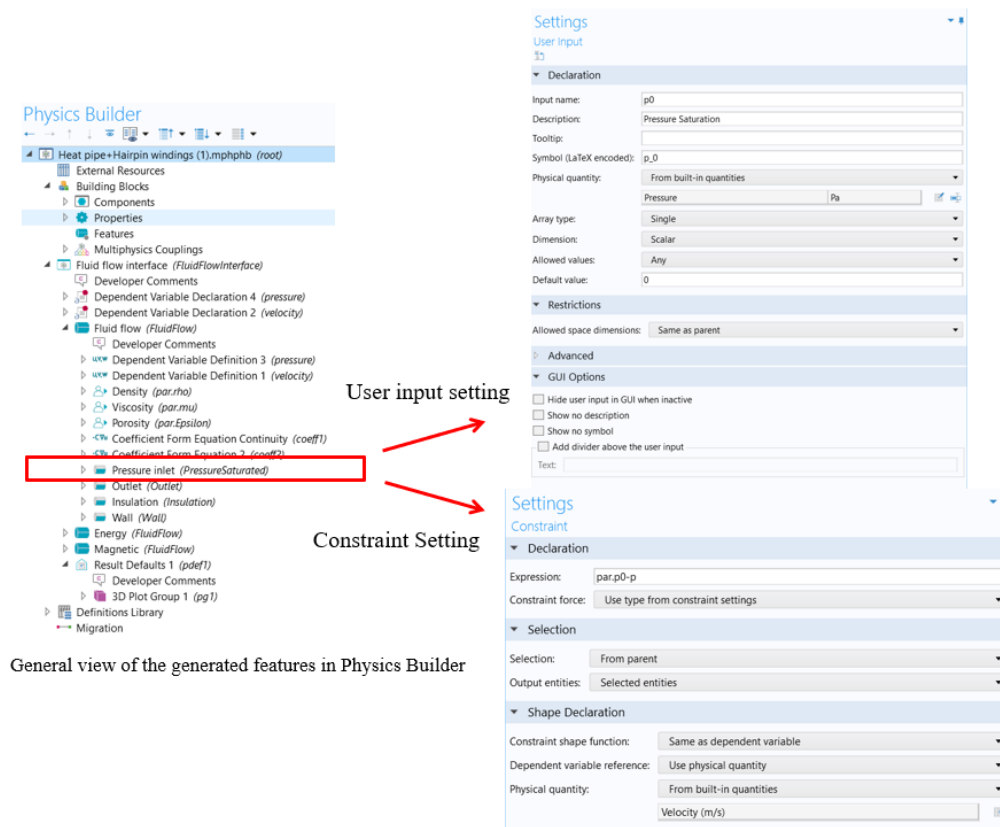 Physics Builder
Heat pipe+Hairpin windings (1).mphphb (root)
External Resources
Building Blocks
Components
Properties
Features
Multiphysics Couplings
Fluid flow interface (FluidFlowInterface)
Developer Comments
Dependent Variable Declaration 4 (pressure)
Dependent Variable Declaration 2 (velocity)
Fluid flow (FluidFlow)
Developer Comments
Dependent Variable Definition 3 (pressure)
Dependent Variable Definition 1 (velocity)
Density (par.rho)
Viscosity (par.mu)
Porosity (par.Epsilon)
Coefficient Form Equation Continuity (coeff1)
Coefficient Form Equation 2 (coeff2)
Pressure inlet (PressureSaturated)
Outlet (Outlet)
Insulation (Insulation)
Wall (Wall)
Energy (FluidFlow)
Magnetic (FluidFlow)
Result Defaults 1 (pdef1)
Developer Comments
3D Plot Group 1 (pg1)
Definitions Library
Migration
General view of the generated features in Physics Builder
User input setting
Constraint Setting
Settings
User Input
Declaration
Input name: p0
Description: Pressure Saturation
Tooltip:
Symbol (LaTeX encoded): p_0
Physical quantity: From built-in quantities
Pressure Pa
Array type: Single
Dimension: Scalar
Allowed values: Any
Default value: 0
Restrictions
Allowed space dimensions: Same as parent
Advanced
GUI Options
Hide user input in GUI when inactive
Show no description
Show no symbol
Add divider above the user input
Text:
Settings
Constraint
Declaration
Expression: par.p0-p
Constraint force: Use type from constraint settings
Selection
Selection: From parent
Output entities: Selected entities
Shape Declaration
Constraint shape function: Same as dependent variable
Dependent variable reference: Use physical quantity
Physical quantity: From built-in quantities
Velocity (m/s)